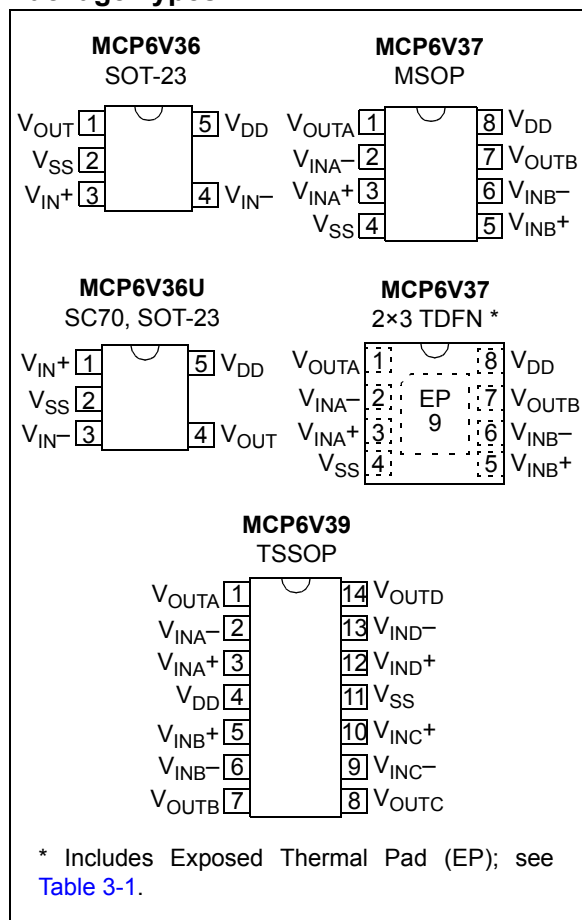 MCP6V36
SOT-23
VOUT 1
5 VDD
VSS 2
VIN+ 3
4 VIN–
MCP6V37
MSOP
VOUTA 1
8 VDD
VINA– 2
7 VOUTB
VINA+ 3
6 VINB–
VSS 4
5 VINB+
MCP6V36U
SC70, SOT-23
VIN+ 1
5 VDD
VSS 2
VIN– 3
4 VOUT
MCP6V37
2×3 TDFN *
VOUTA 1
8 VDD
VINA– 2
EP
7 VOUTB
VINA+ 3
9
6 VINB–
VSS 4
5 VINB+
MCP6V39
TSSOP
VOUTA 1
14 VOUTD
VINA– 2
13 VIND–
VINA+ 3
12 VIND+
VDD 4
11 VSS
VINB+ 5
10 VINC+
VINB– 6
9 VINC–
VOUTB 7
8 VOUTC
* Includes Exposed Thermal Pad (EP); see
Table 3-1.